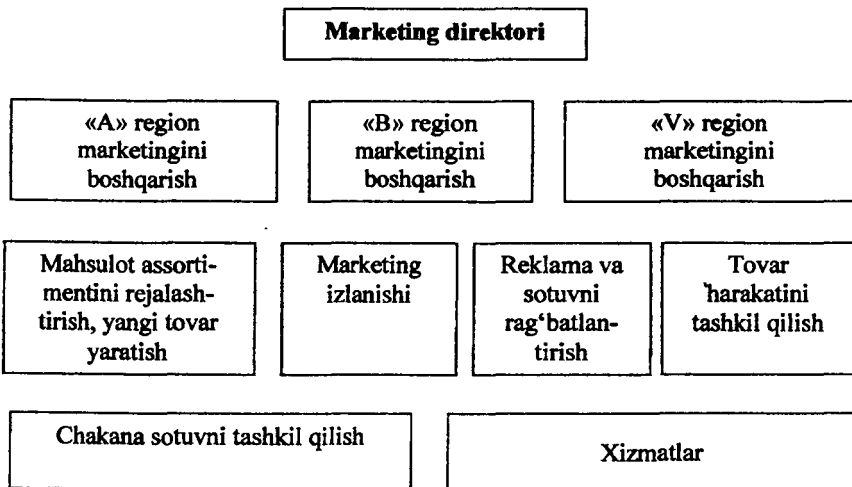 Marketing direktori
«A» region
marketingini
boshqarish
«B» region
marketingini
boshqarish
«V» region
marketingini
boshqarish
Mahsulot assorti-
mentini rejalash-
tirish, yangi tovar
yaratish
Marketing
izlanishi
Reklama va
sotuvni
rag‘batlan-
tirish
Tovar
harakatini
tashkil qilish
Chakana sotuvni tashkil qilish
Xizmatlar